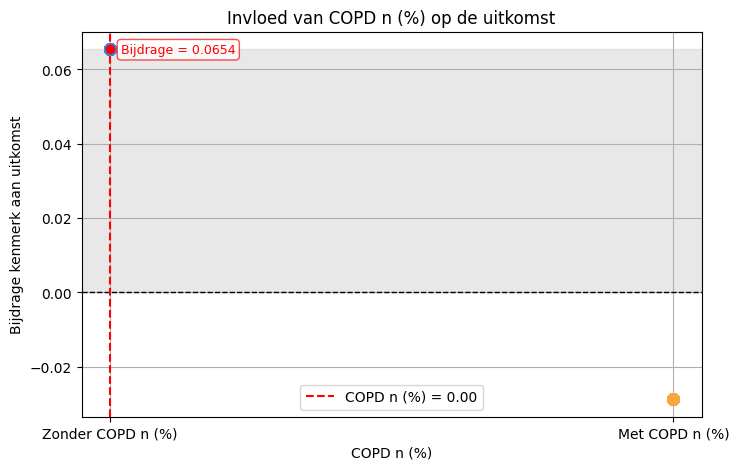 Invloed van COPD n (%) op de uitkomst
Bijdrage = 0.0654
0.06
0.04
0.02
0.00
−0.02
Bijdrage kenmerk aan uitkomst
COPD n (%) = 0.00
Zonder COPD n (%)
Met COPD n (%)
COPD n (%)